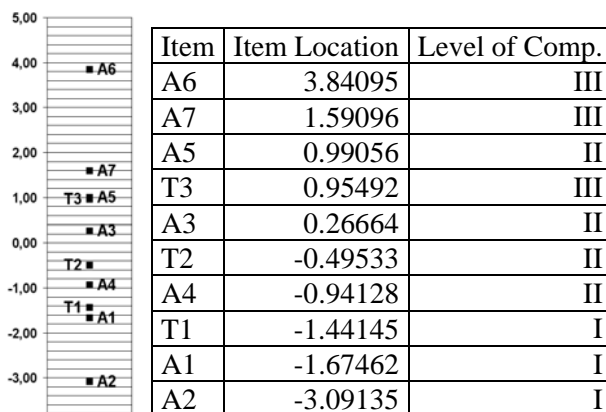 5,00
4,00
A6
3,00
2,00
A7
1,00
T3 A5
A3
0,00
T2
A4
-1,00
T1
A1
-2,00
-3,00
A2
Item Item Location Level of Comp.
A6 3.84095 III
A7 1.59096 III
A5 0.99056 II
T3 0.95492 III
A3 0.26664 II
T2 -0.49533 II
A4 -0.94128 II
T1 -1.44145 I
A1 -1.67462 I
A2 -3.09135 I